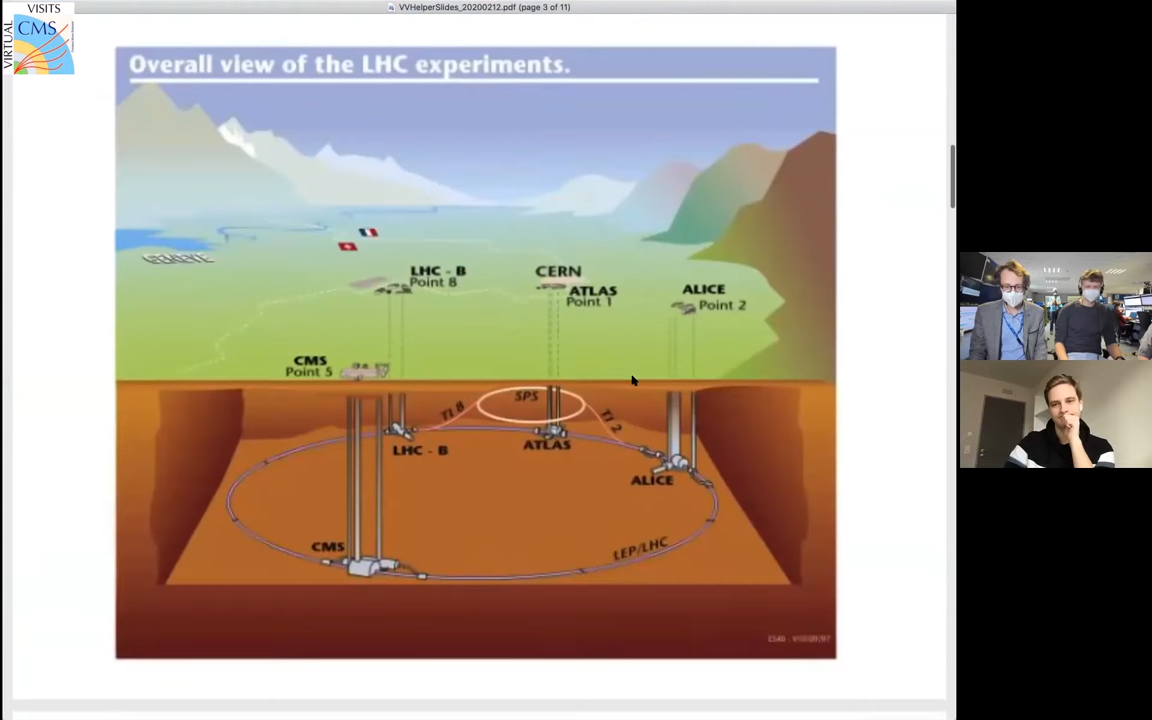 VISITS
VIRTUAL
CMS
VVHelperSlides_20200212.pdf (page 3 of 11)
Overall view of the LHC experiments.
LHC - B
Point 8
CERN
ATLAS
Point 1
ALICE
Point 2
CMS
Point 5
SPS
TI 8
TI 2
LHC - B
ATLAS
ALICE
CMS
LEP/LHC